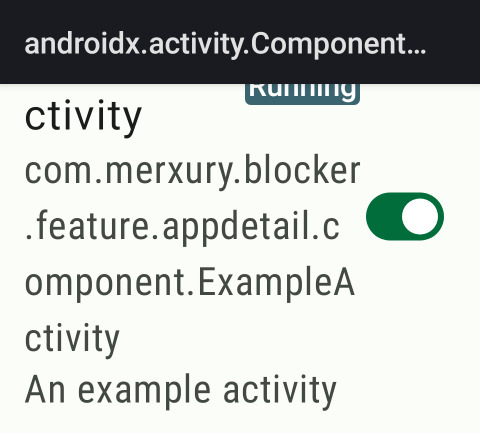 androidx.activity.Component...
Running
ctivity
com.merxury.blocker
.feature.appdetail.c
omponent.ExampleA
ctivity
An example activity